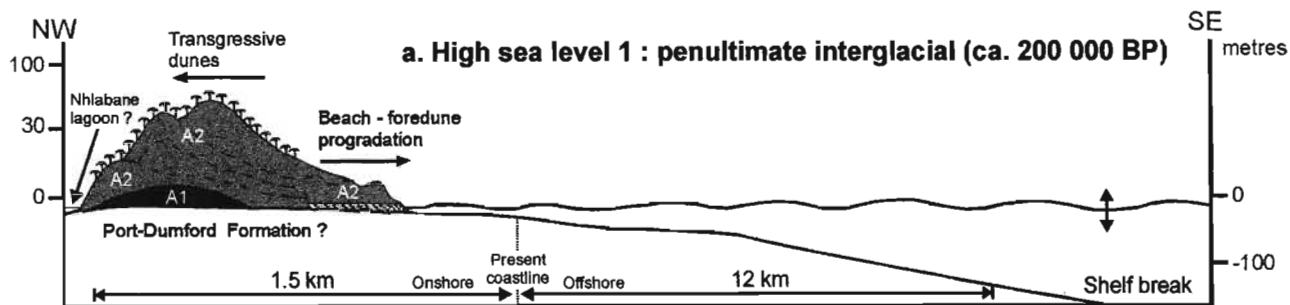 NW
SE
Transgressive
dunes
a. High sea level 1 : penultimate interglacial (ca. 200 000 BP)
metres
100
Nhlabane
lagoon ?
30
Beach - foredune
progradation
A2
A2
A2
A1
0
0
Port-Dumford Formation ?
-100
1.5 km
Onshore
Present
coastline
Offshore
12 km
Shelf break